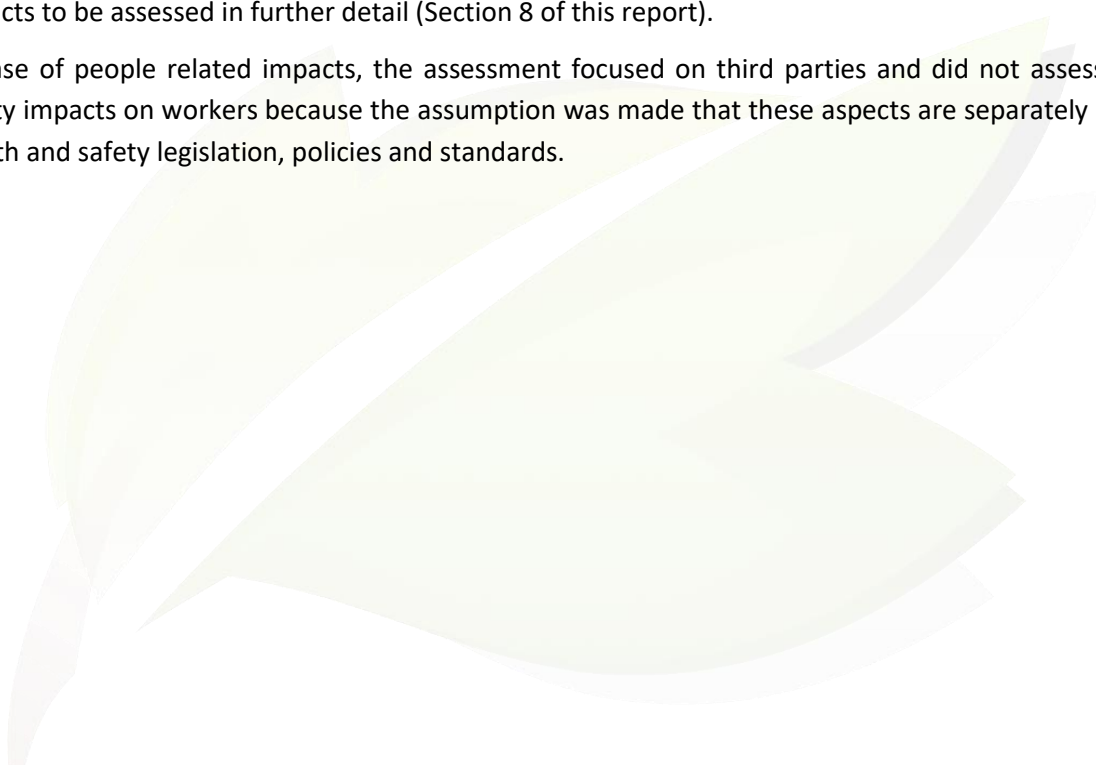 cts to be assessed in further detail (Section 8 of this report).
se of people related impacts, the assessment focused on third parties and did not assess
ty impacts on workers because the assumption was made that these aspects are separately
th and safety legislation, policies and standards.